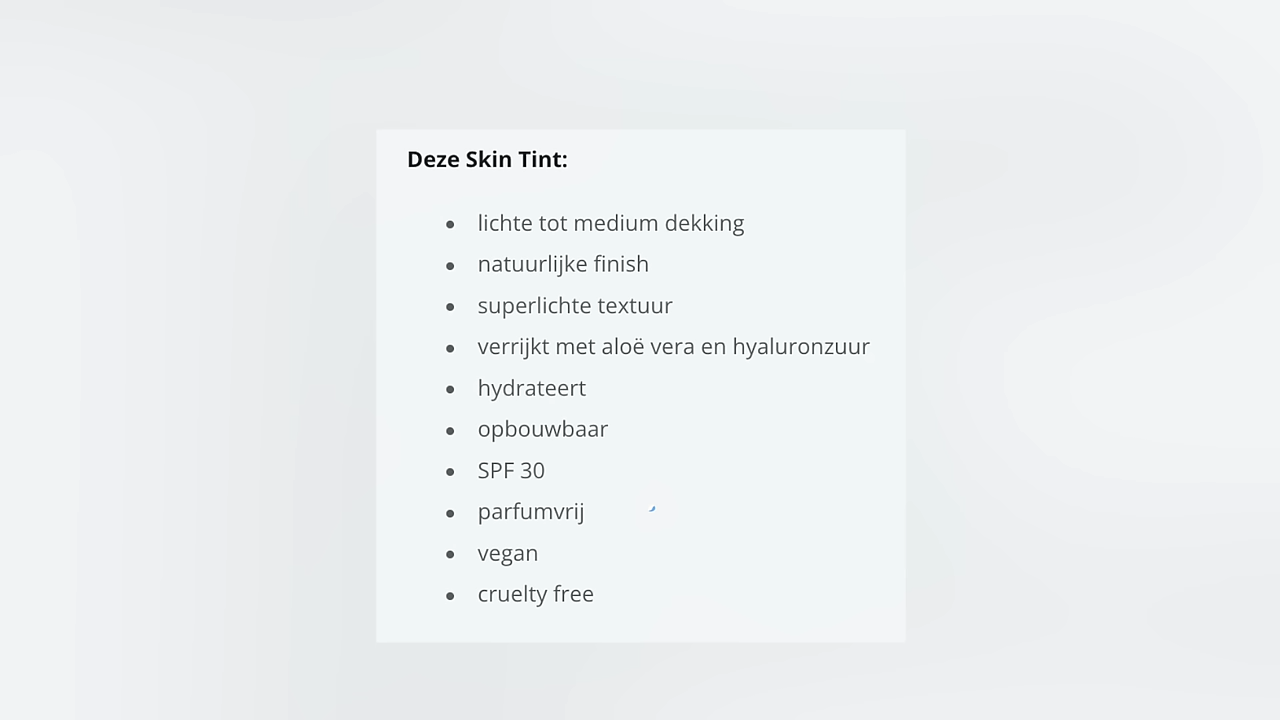 Deze Skin Tint:
lichte tot medium dekking
natuurlijke finish
superlichte textuur
verrijkt met aloë vera en hyaluronzuur
hydrateert
opbouwbaar
SPF 30
parfumvrij
vegan
cruelty free